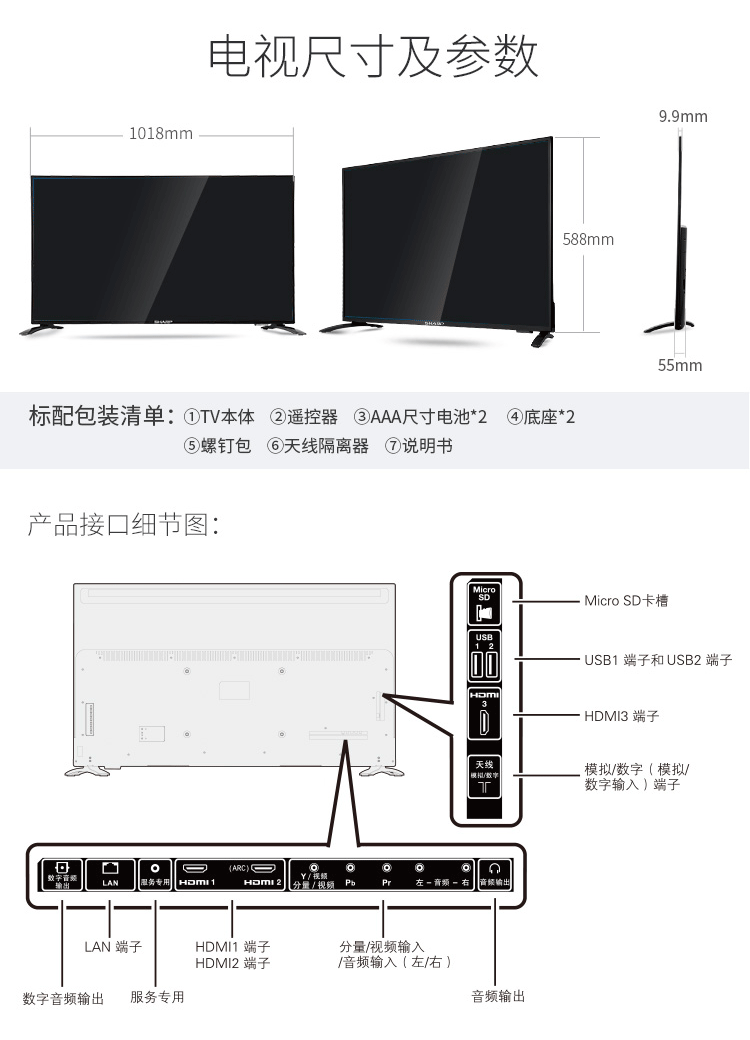 电视尺寸及参数
9.9mm
1018mm
588mm
SHARP
SHARP
55mm
标配包装清单：①TV本体 ②遥控器 ③AAA尺寸电池*2 ④底座*2
⑤螺钉包 ⑥天线隔离器 ⑦说明书
产品接口细节图：
Micro
SD
Micro SD卡槽
USB
1 2
USB1 端子和 USB2 端子
HDMI
3
HDMI3 端子
天线
模拟/数字
模拟/数字（模拟/
数字输入）端子
数字音频
输出
LAN
服务专用
HDMI 1
(ARC)
HDMI 2
Y/视频
分量/视频
Pb
Pr
左-音频-右
音频输出
LAN 端子
HDMI1 端子
HDMI2 端子
分量/视频输入
/音频输入（左/右）
数字音频输出
服务专用
音频输出